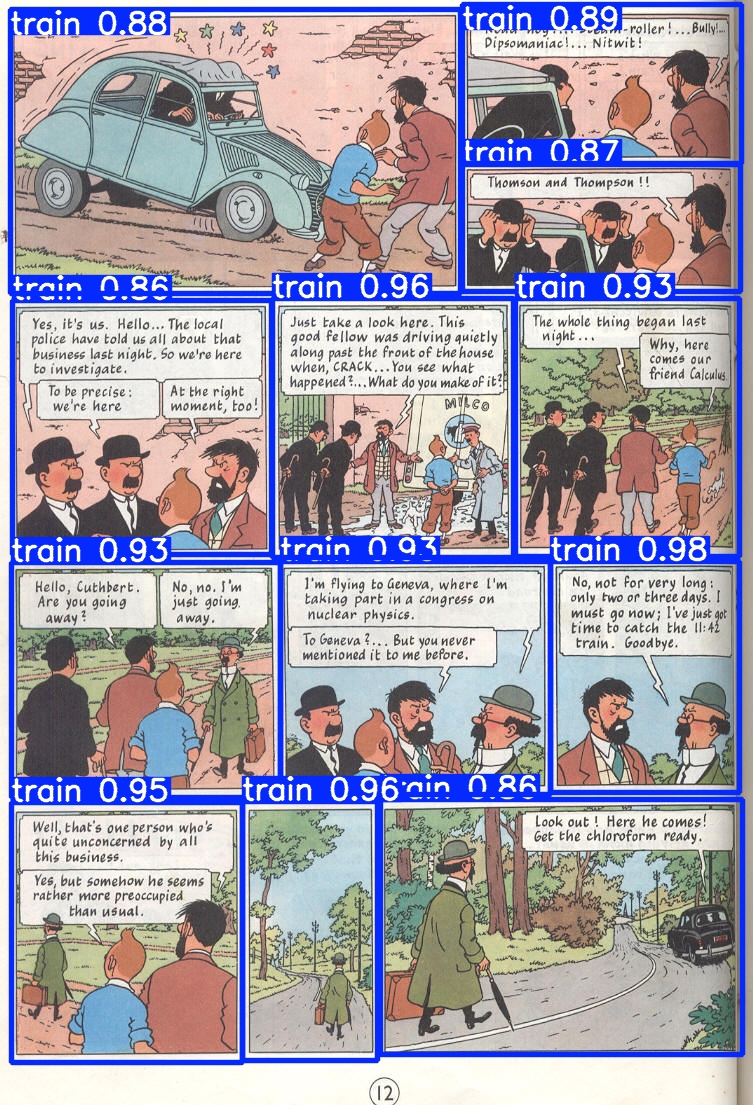 train 0.88
train 0.89
roller!...Bully!...
Dipsomaniac!... Nitwit!
train 0.87
Thomson and Thompson !!
train 0.86
Yes, it's us. Hello... The local
police have told us all about that
business last night. So we're here
to investigate.
To be precise:
we're here
At the right
moment, too!
train 0.96
Just take a look here. This
good fellow was driving quietly
along past the front of the house
when, CRACK...You see what
happened?...What do you make of it?
MILCO
train 0.93
The whole thing began last
night...
Why, here
comes our
friend Calculus.
train 0.93
Hello, Cuthbert.
Are you going
away?
No, no. I'm
just going
away.
train 0.93
I'm flying to Geneva, where I'm
taking part in a congress on
nuclear physics.
To Geneva?... But you never
mentioned it to me before.
train 0.98
No, not for very long:
only two or three days. I
must go now; I've just got
time to catch the 11:42
train. Goodbye.
train 0.95
Well, that's one person who's
quite unconcerned by all
this business.
Yes, but somehow he seems
rather more preoccupied
than usual.
train 0.96
train 0.86
Look out! Here he comes!
Get the chloroform ready.
12